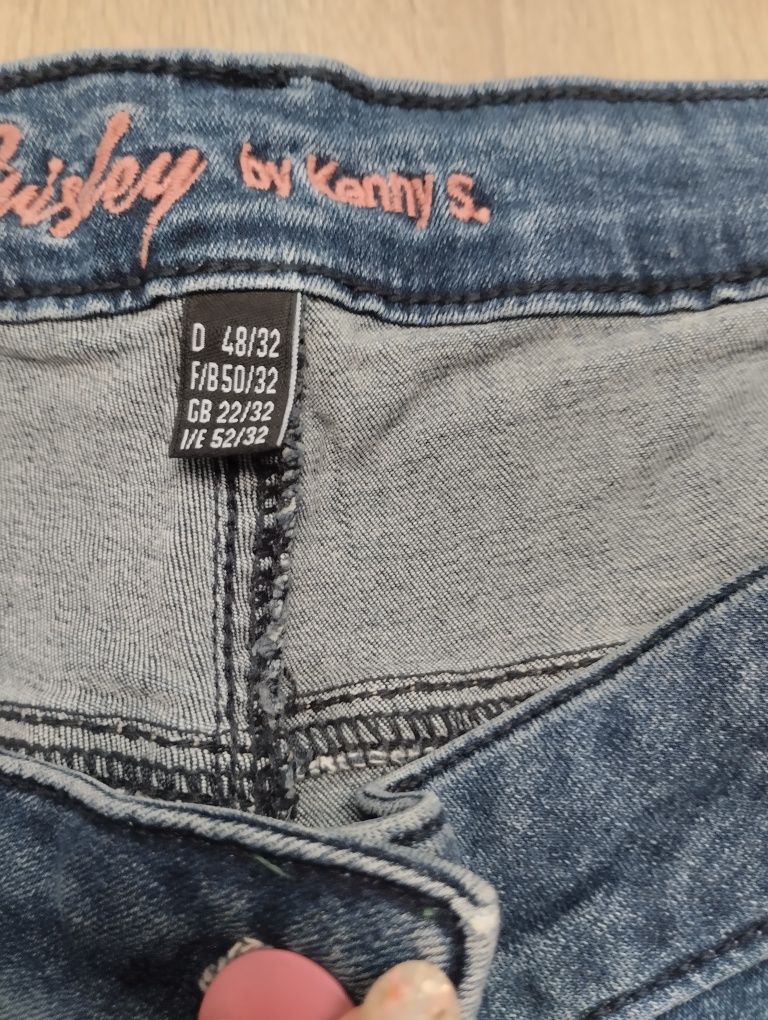 by Kenny S.
D 48/32
F/B 50/32
GB 22/32
I/E 52/32